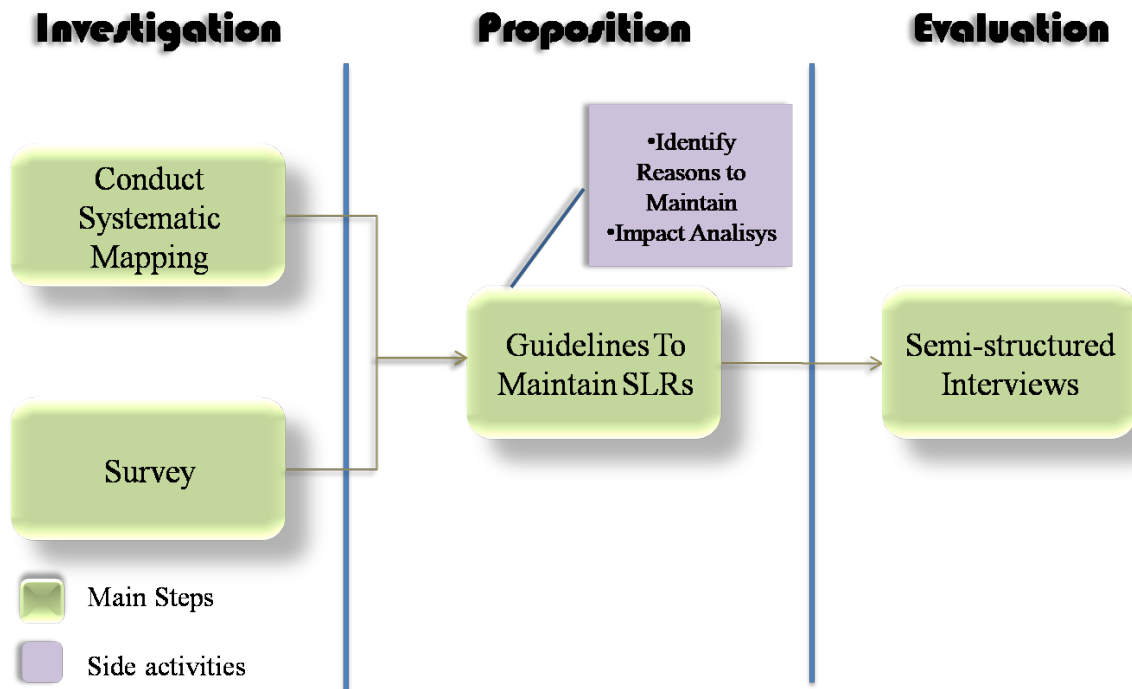 Investigation
Proposition
Evaluation
Conduct
Systematic
Mapping
Survey
•Identify
Reasons to
Maintain
•Impact Analisys
Guidelines To
Maintain SLRs
Semi-structured
Interviews
Main Steps
Side activities